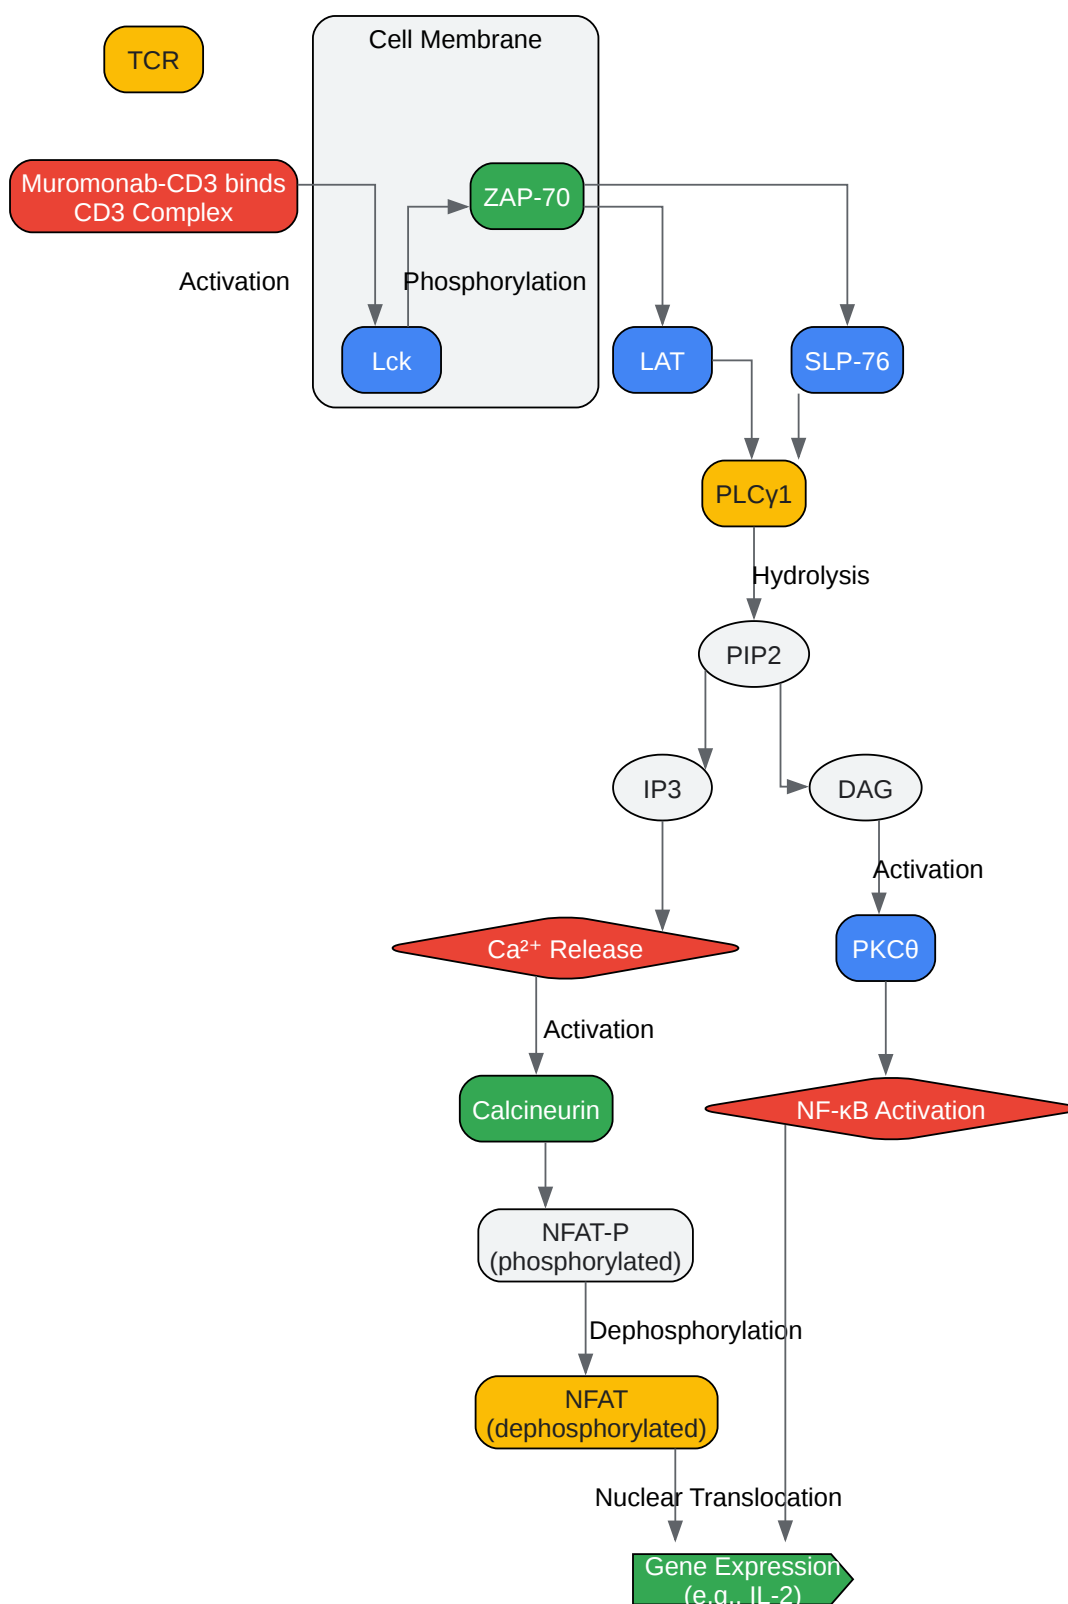 Cell Membrane
TCR
Muromonab-CD3 binds
CD3 Complex
ZAP-70
Activation
Phosphorylation
Lck
LAT
SLP-76
PLCγ1
Hydrolysis
PIP2
IP3
DAG
Activation
Ca²⁺ Release
PKCθ
Activation
Calcineurin
NF-κB Activation
NFAT-P
(phosphorylated)
Dephosphorylation
NFAT
(dephosphorylated)
Nuclear Translocation
Gene Expression
(e.g., IL-2)